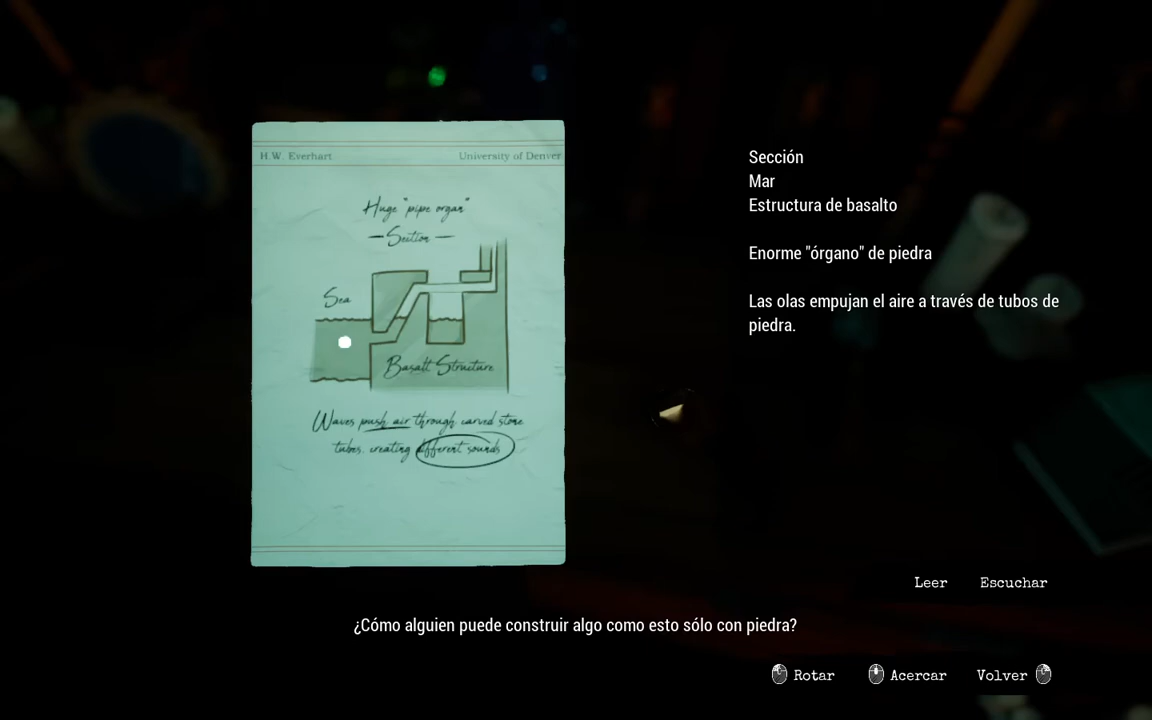 H.W. Everhart University of Denver
Huge "pipe organ"
— Section —
Sea
Basalt Structure
Waves push air through carved stone
tubes, creating different sounds
Sección
Mar
Estructura de basalto
Enorme "órgano" de piedra
Las olas empujan el aire a través de tubos de
piedra.
Leer Escuchar
¿Cómo alguien puede construir algo como esto sólo con piedra?
Rotar Acercar Volver